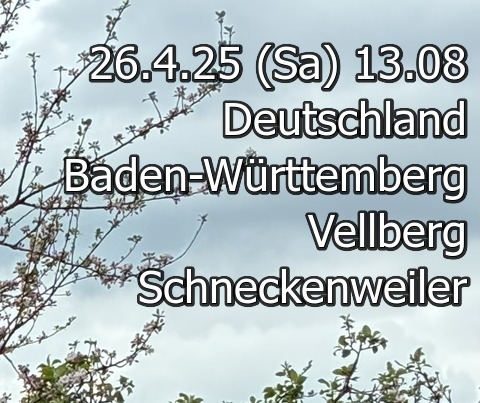 26.4.25 (Sa) 13.08
Deutschland
Baden-Württemberg
Vellberg
Schneckenweiler